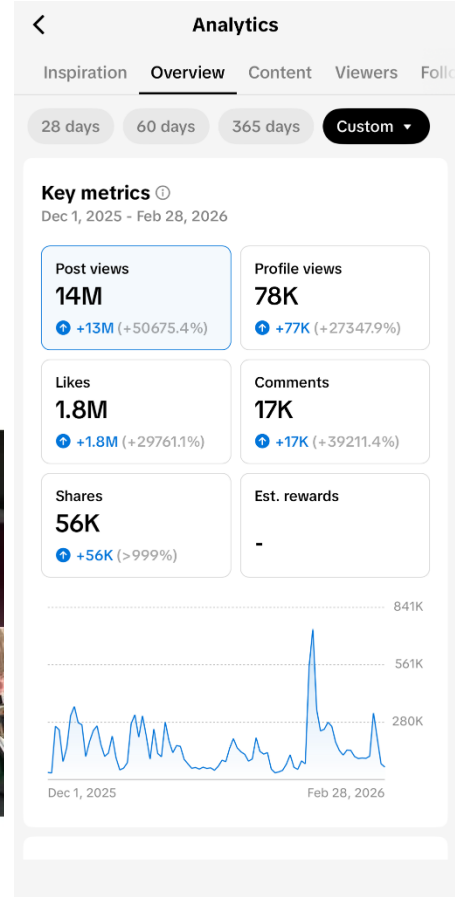 Analytics
Inspiration Overview Content Viewers Foll
28 days 60 days 365 days Custom
Key metrics
Dec 1, 2025 - Feb 28, 2026
Post views Profile views
14M 78K
+13M (+50675.4%) +77K (+27347.9%)
Likes Comments
1.8M 17K
+1.8M (+29761.1%) +17K (+39211.4%)
Shares Est. rewards
56K -
+56K (>999%)
841K
561K
280K
Dec 1, 2025 Feb 28, 2026